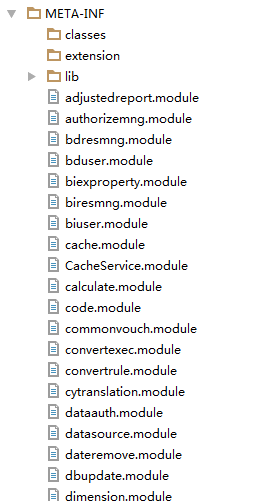 META-INF
classes
extension
lib
adjustedreport.module
authorizemng.module
bdresmng.module
bduser.module
biexproperty.module
biresmng.module
biuser.module
cache.module
CacheService.module
calculate.module
code.module
commonvouch.module
convertexec.module
convertrule.module
cytranslation.module
dataauth.module
datasource.module
dateremove.module
dbupdate.module
dimension.module